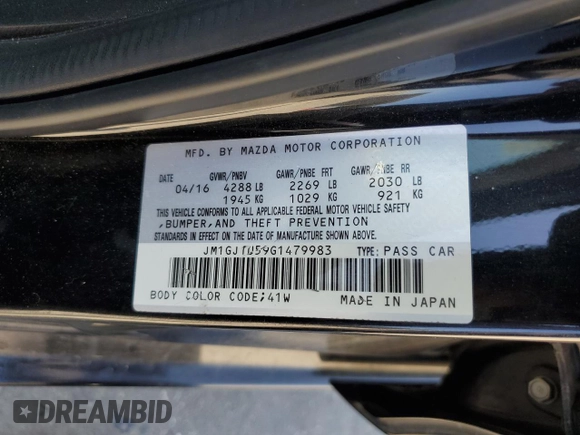 MFD. BY MAZDA MOTOR CORPORATION
DATE GVWR/PNBV GAWR/PNBE FRT GAWR/PNBE RR
04/16 4288 LB 2269 LB 2030 LB
1945 KG 1029 KG 921 KG
THIS VEHICLE CONFORMS TO ALL APPLICABLE FEDERAL MOTOR VEHICLE SAFETY
,BUMPER,AND THEFT PREVENTION
STANDARDS IN EFFECT ON THE DATE OF MANUFACTURE SHOWN ABOVE.
JM1GJ1U59G1479983 TYPE: PASS CAR
BODY COLOR CODE;41W MADE IN JAPAN
DREAMBID